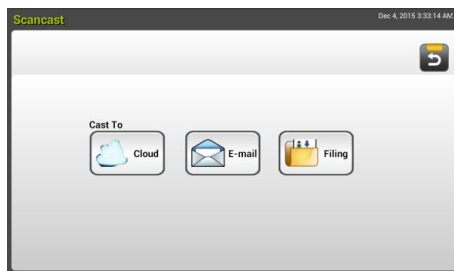 Scancast
Dec 4, 2015 3:33:14 AM
Cast To
Cloud
E-mail
Filing